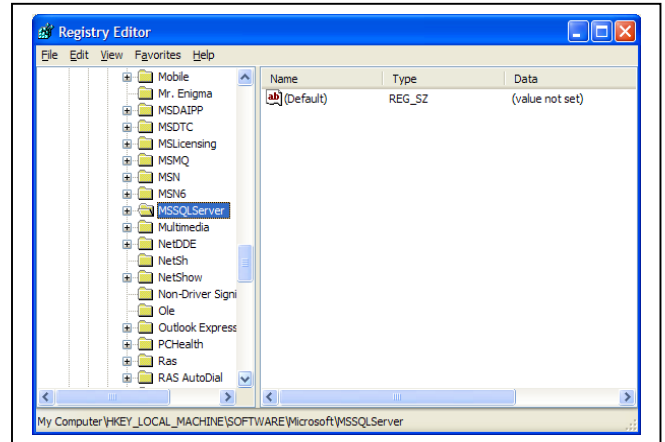 Registry Editor
File Edit View Favorites Help
Mobile
Mr. Enigma
MSDAIPP
MSDTC
MSLicensing
MSMQ
MSN
MSN6
MSSQLServer
Multimedia
NetDDE
NetSh
NetShow
Non-Driver Signi
Ole
Outlook Express
PCHealth
Ras
RAS AutoDial
Name Type Data
ab (Default) REG_SZ (value not set)
My Computer\HKEY_LOCAL_MACHINE\SOFTWARE\Microsoft\MSSQLServer